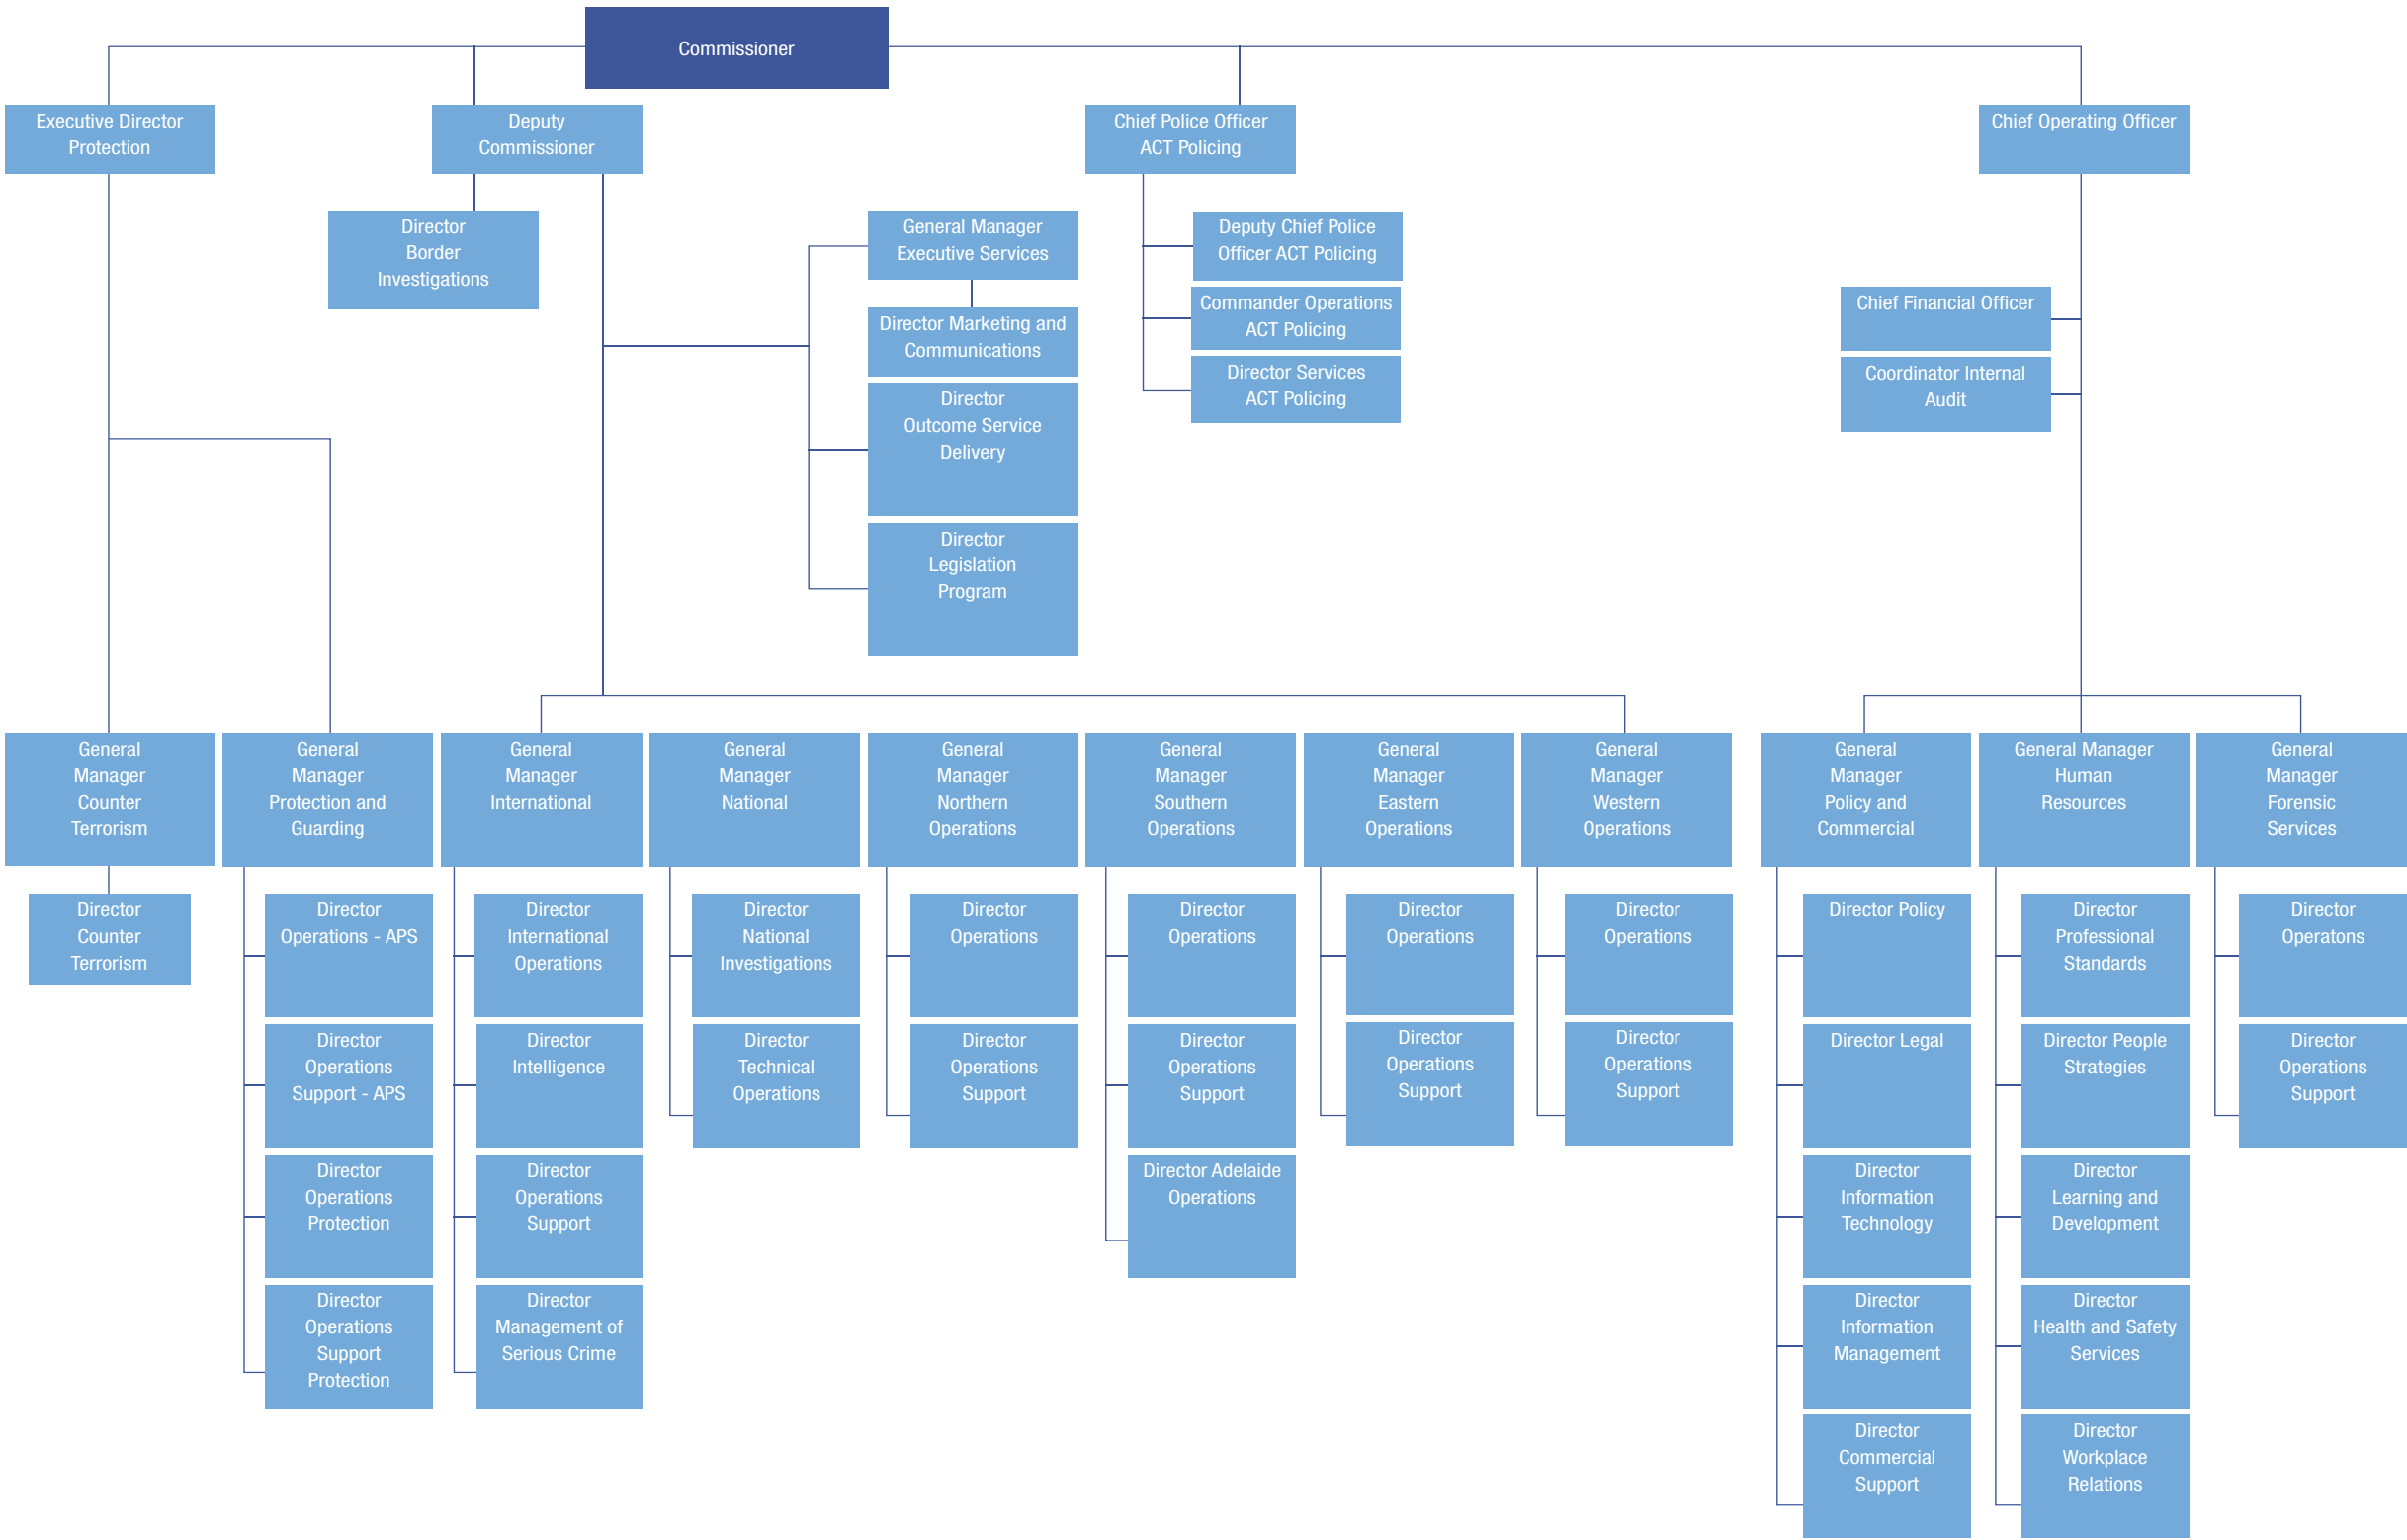 Commissioner
Executive Director
Protection
Deputy
Commissioner
Chief Police Officer
ACT Policing
Chief Operating Officer
Director
Border
Investigations
General Manager
Executive Services
Director Marketing and
Communications
Director
Outcome Service
Delivery
Director
Legislation
Program
Deputy Chief Police
Officer ACT Policing
Commander Operations
ACT Policing
Director Services
ACT Policing
Chief Financial Officer
Coordinator Internal
Audit
General
Manager
Counter
Terrorism
General
Manager
Protection and
Guarding
General
Manager
International
General
Manager
National
General
Manager
Northern
Operations
General
Manager
Southern
Operations
General
Manager
Eastern
Operations
General
Manager
Western
Operations
General
Manager
Policy and
Commercial
General Manager
Human
Resources
General
Manager
Forensic
Services
Director
Counter
Terrorism
Director
Operations - APS
Director
Operations
Support - APS
Director
Operations
Protection
Director
Operations
Support
Protection
Director
International
Operations
Director
Intelligence
Director
Operations
Support
Director
Management of
Serious Crime
Director
National
Investigations
Director
Technical
Operations
Director
Operations
Director
Operations
Support
Director
Operations
Director
Operations
Support
Director Adelaide
Operations
Director
Operations
Director
Operations
Support
Director
Operations
Director
Operations
Support
Director Policy
Director Legal
Director
Information
Technology
Director
Information
Management
Director
Commercial
Support
Director
Professional
Standards
Director People
Strategies
Director
Learning and
Development
Director
Health and Safety
Services
Director
Workplace
Relations
Director
Operatons
Director
Operations
Support